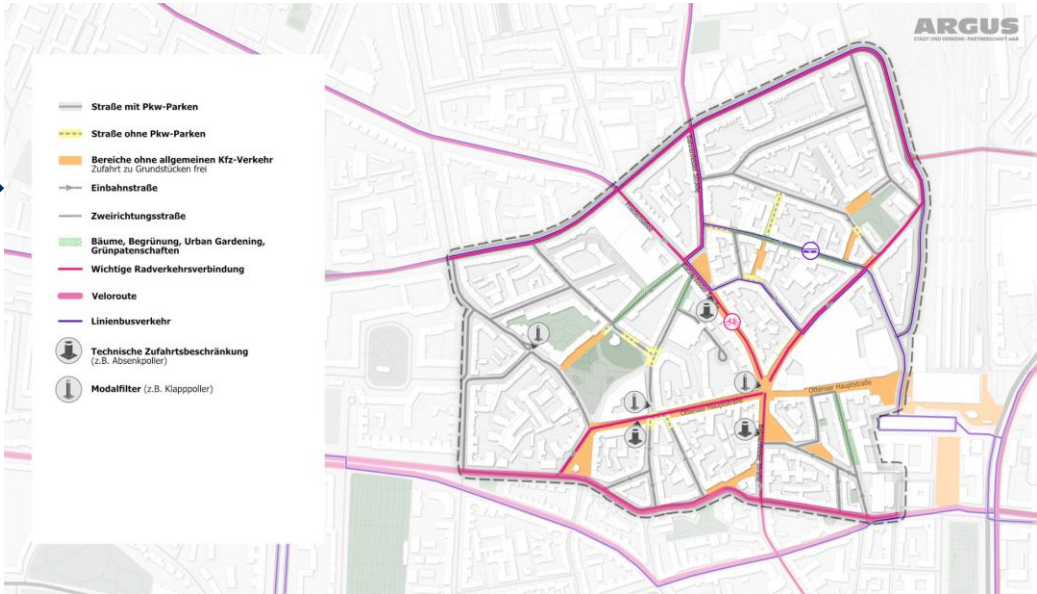 ARGUS
STADT UND VERKEHR • PARTNERSCHAFT mbB
Straße mit Pkw-Parken
Straße ohne Pkw-Parken
Bereiche ohne allgemeinen Kfz-Verkehr
Zufahrt zu Grundstücken frei
Einbahnstraße
Zweirichtungsstraße
Bäume, Begrünung, Urban Gardening,
Grünpatenschaften
Wichtige Radverkehrsverbindung
Veloroute
Linienbusverkehr
Technische Zufahrtsbeschränkung
(z.B. Absenkpoller)
Modalfilter (z.B. Klapppoller)
Ottenser Hauptstraße
Ottenser Hauptstraße